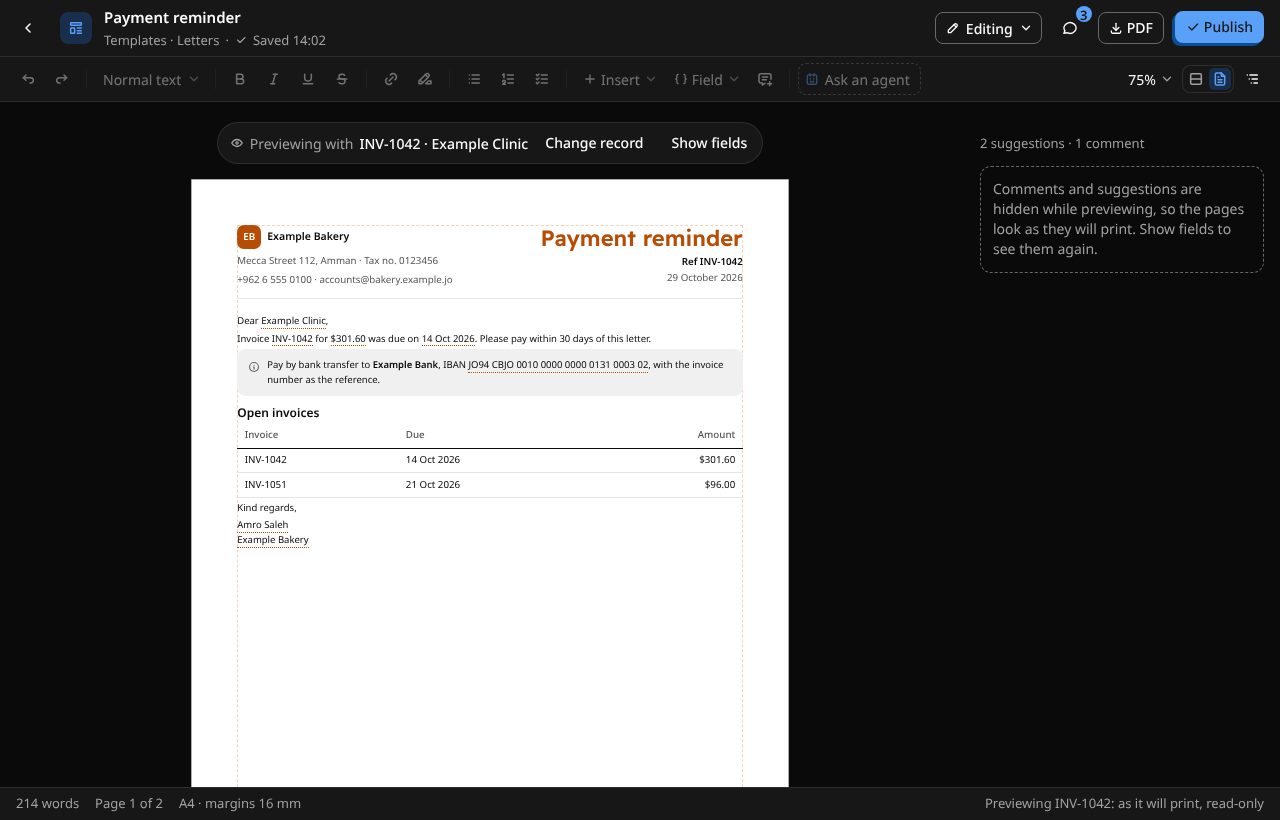 Payment reminder
Templates · Letters · Saved 14:02
Editing
3
PDF
Publish
Normal text
B I U S
Insert
Field
Ask an agent
75%
Previewing with INV-1042 · Example Clinic
Change record
Show fields
2 suggestions · 1 comment
Comments and suggestions are
hidden while previewing, so the pages
look as they will print. Show fields to
see them again.
EB
Example Bakery
Payment reminder
Mecca Street 112, Amman · Tax no. 0123456
Ref INV-1042
+962 6 555 0100 · accounts@bakery.example.jo
29 October 2026
Dear Example Clinic,
Invoice INV-1042 for $301.60 was due on 14 Oct 2026. Please pay within 30 days of this letter.
Pay by bank transfer to Example Bank, IBAN JO94 CBJO 0010 0000 0000 0131 0003 02, with the invoice
number as the reference.
Open invoices
Invoice Due Amount
INV-1042 14 Oct 2026 $301.60
INV-1051 21 Oct 2026 $96.00
Kind regards,
Amro Saleh
Example Bakery
214 words
Page 1 of 2
A4 · margins 16 mm
Previewing INV-1042: as it will print, read-only